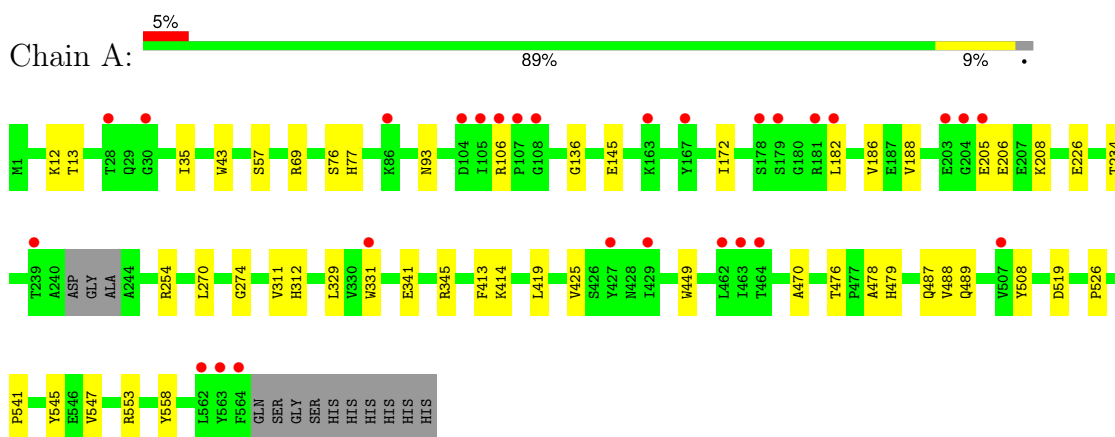 5%
Chain A:
89% 9% •
M1 K12 T13 T28 Q29 G30 I35 W43 S57 R69 S76 H77 K86 N93 D104 I105 R106 P107 G108 G136 E145 K163 Y167 I172 S178 S179 G180 R181 L182 V186 E187 V188 E203 G204 E205 E206 E207 K208 E226 T234
T239 A240 ASP GLY ALA A244 R254 L270 G274 V311 H312 L329 V330 W331 E341 R345 F413 K414 L419 V425 S426 Y427 N428 I429 W449 L462 I463 T464 A470 T476 P477 A478 H479 Q487 V488 Q489 V507 Y508 D519 P526
P541 Y545 E546 V547 R553 Y558 L562 Y563 F564 GLN SER GLY SER HIS HIS HIS HIS HIS HIS